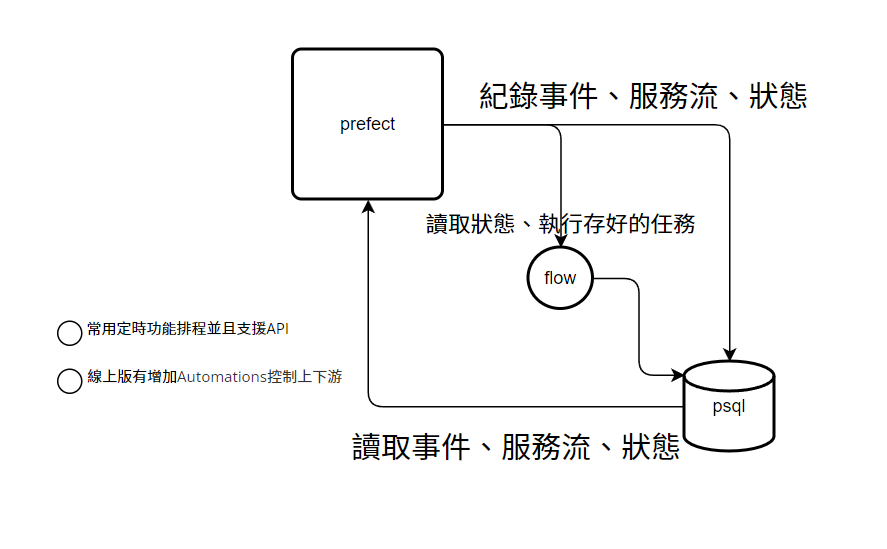 紀錄事件、服務流、狀態
prefect
讀取狀態、執行存好的任務
flow
常用定時功能排程並且支援API
線上版有增加Automations控制上下游
psql
讀取事件、服務流、狀態